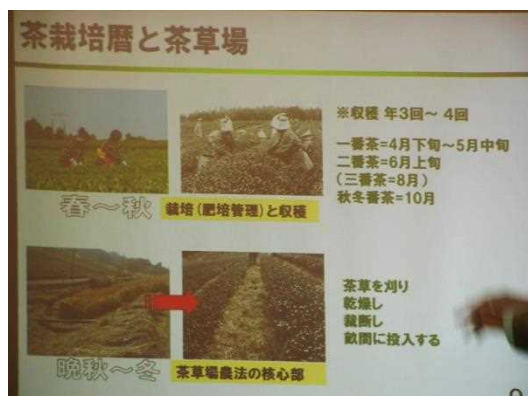 茶栽培暦と茶草場
※収穫 年3回～ 4回
一番茶=4月下旬～5月中旬
二番茶=6月上旬
(三番茶=8月)
秋冬番茶=10月
春～秋
栽培(肥培管理)と収穫
茶草を刈り
乾燥し
裁断し
畝間に投入する
晩秋～冬
茶草場農法の核心部